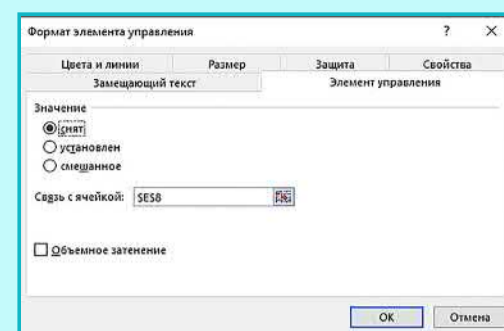 Формат элемента управления ? ×
Цвета и линии Размер Защита Свойства
Замещающий текст Элемент управления
Значение
снят
установлен
смешанное
Связь с ячейкой: $E$8
Объемное затенение
ОК Отмена